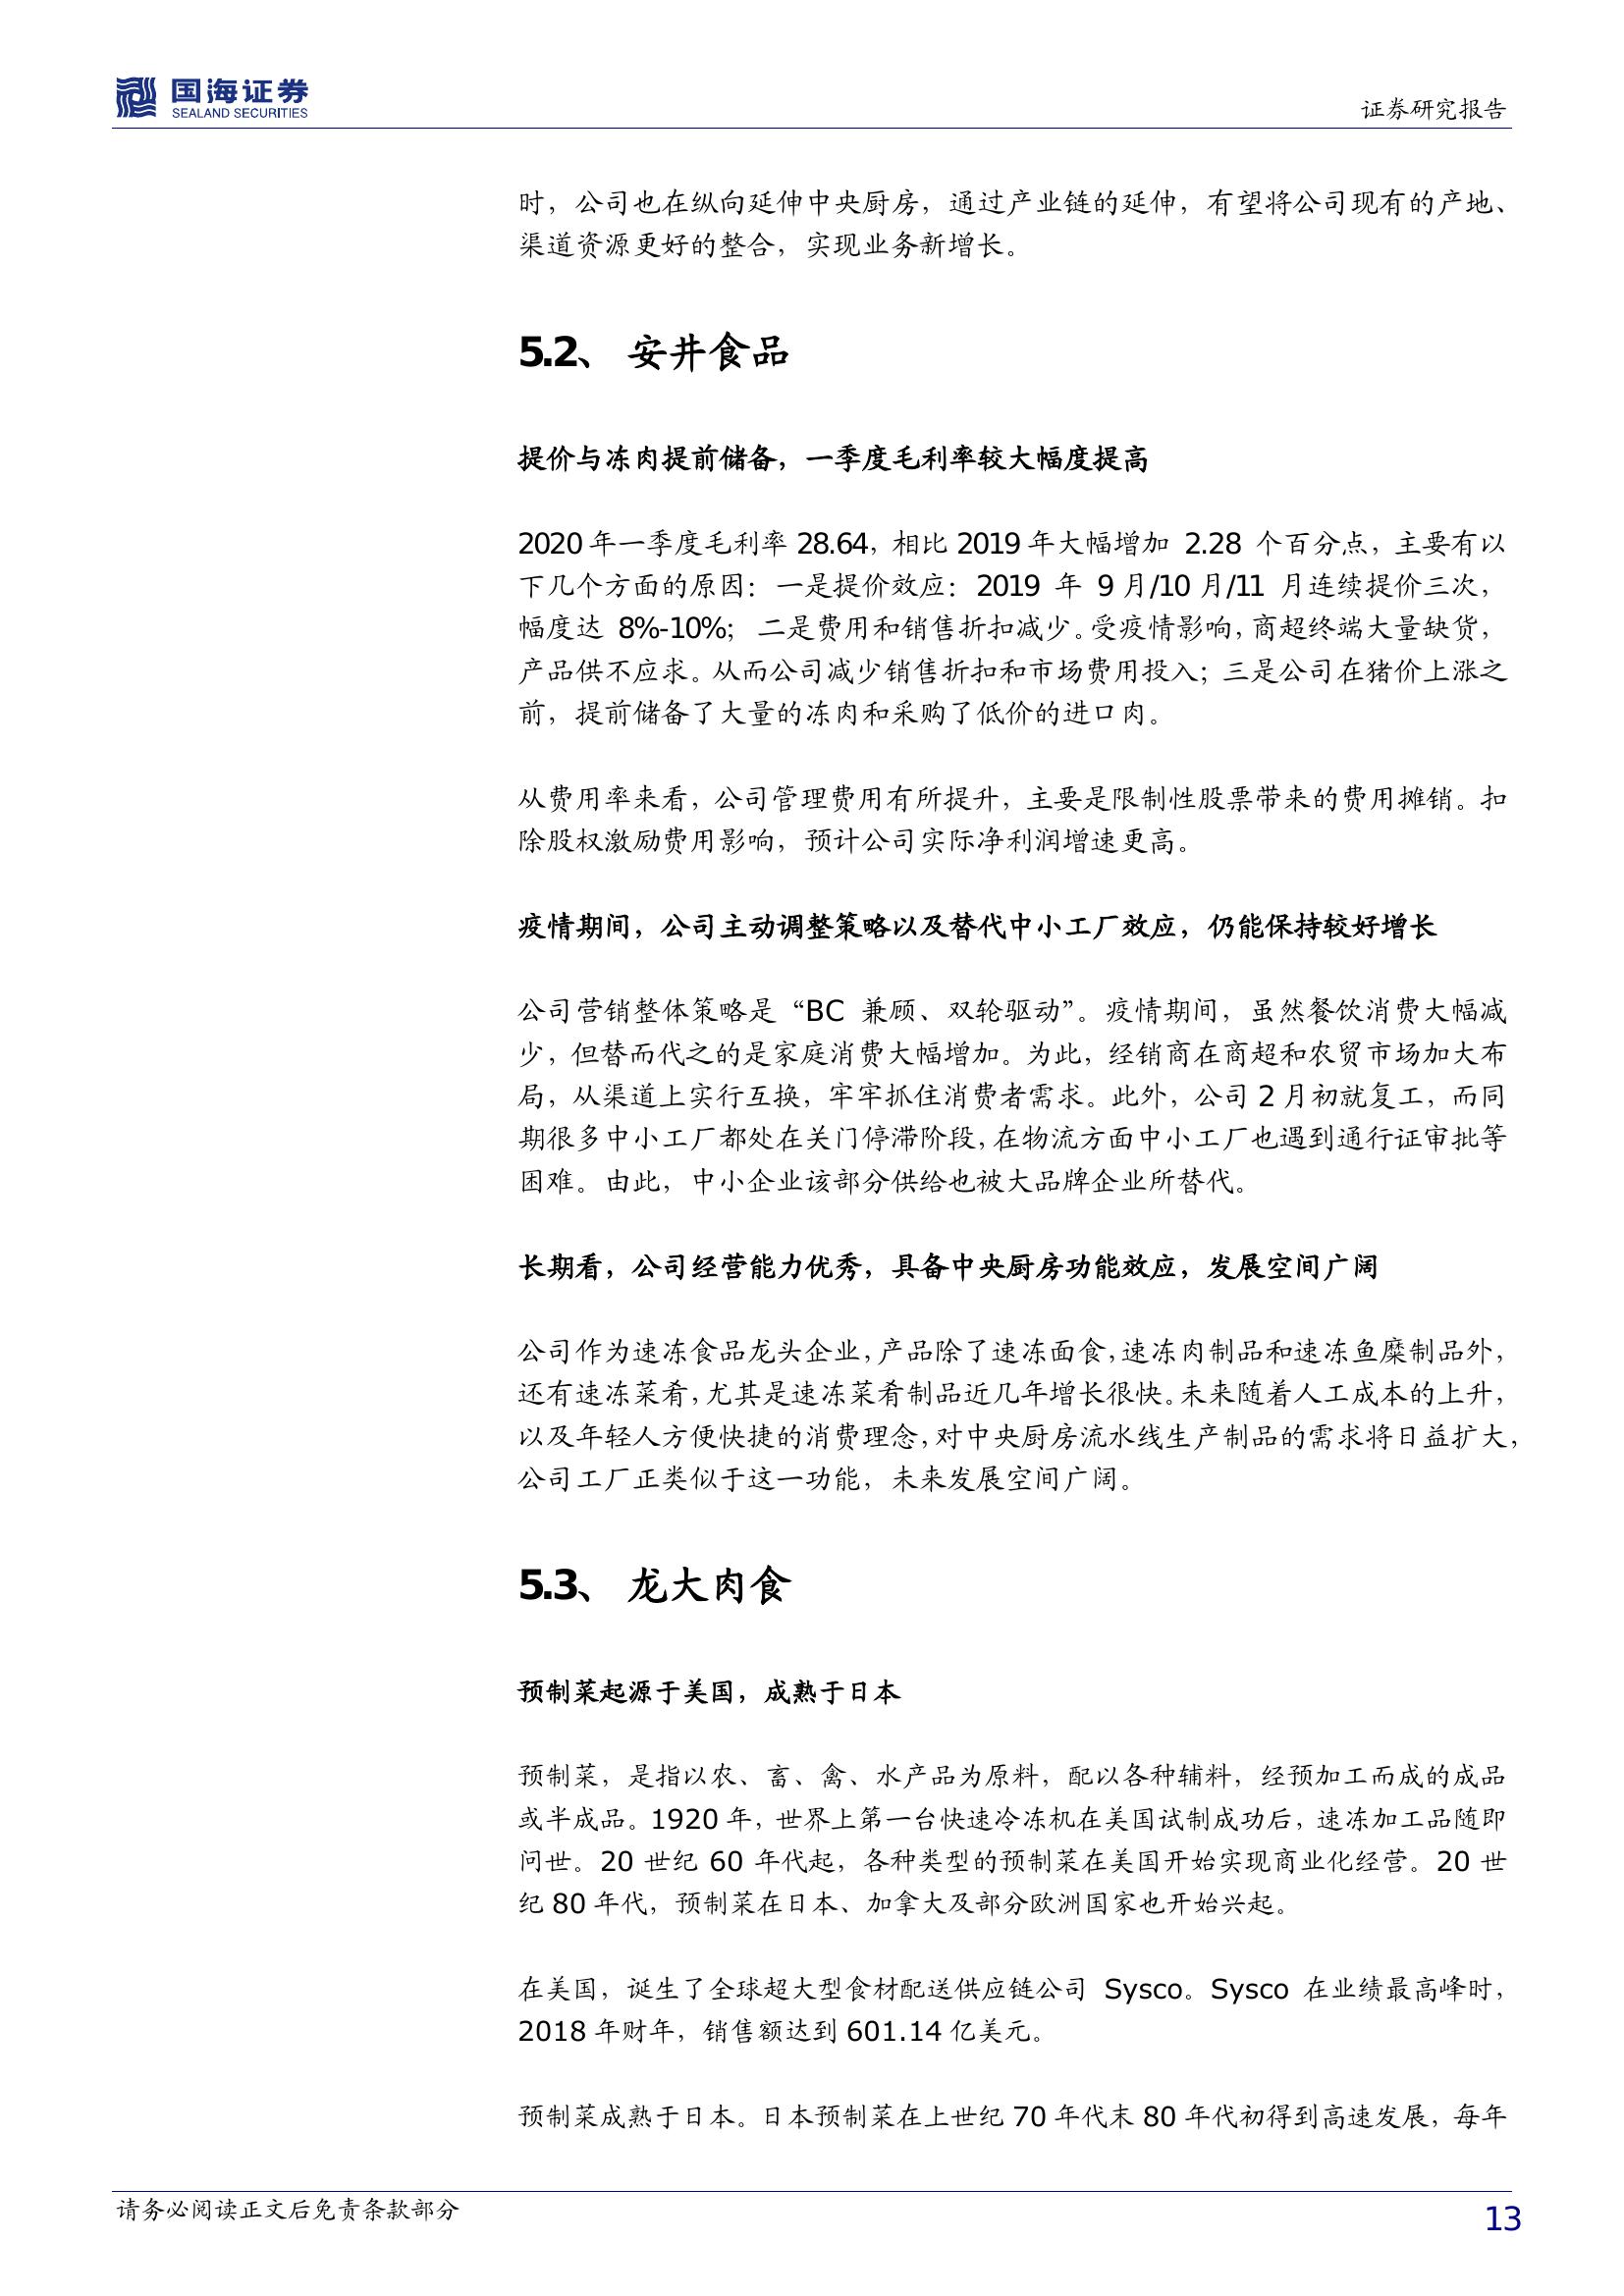 国海证券
SEALAND SECURITIES
证券研究报告
时，公司也在纵向延伸中央厨房，通过产业链的延伸，有望将公司现有的产地、
渠道资源更好的整合，实现业务新增长。
5.2、 安井食品
提价与冻肉提前储备，一季度毛利率较大幅度提高
2020 年一季度毛利率 28.64，相比 2019 年大幅增加 2.28 个百分点，主要有以
下几个方面的原因：一是提价效应：2019 年 9 月/10 月/11 月连续提价三次，
幅度达 8%-10%； 二是费用和销售折扣减少。受疫情影响，商超终端大量缺货，
产品供不应求。从而公司减少销售折扣和市场费用投入；三是公司在猪价上涨之
前，提前储备了大量的冻肉和采购了低价的进口肉。
从费用率来看，公司管理费用有所提升，主要是限制性股票带来的费用摊销。扣
除股权激励费用影响，预计公司实际净利润增速更高。
疫情期间，公司主动调整策略以及替代中小工厂效应，仍能保持较好增长
公司营销整体策略是“BC 兼顾、双轮驱动”。疫情期间，虽然餐饮消费大幅减
少，但替而代之的是家庭消费大幅增加。为此，经销商在商超和农贸市场加大布
局，从渠道上实行互换，牢牢抓住消费者需求。此外，公司 2 月初就复工，而同
期很多中小工厂都处在关门停滞阶段，在物流方面中小工厂也遇到通行证审批等
困难。由此，中小企业该部分供给也被大品牌企业所替代。
长期看，公司经营能力优秀，具备中央厨房功能效应，发展空间广阔
公司作为速冻食品龙头企业，产品除了速冻面食，速冻肉制品和速冻鱼糜制品外，
还有速冻菜肴，尤其是速冻菜肴制品近几年增长很快。未来随着人工成本的上升，
以及年轻人方便快捷的消费理念，对中央厨房流水线生产制品的需求将日益扩大，
公司工厂正类似于这一功能，未来发展空间广阔。
5.3、 龙大肉食
预制菜起源于美国，成熟于日本
预制菜，是指以农、畜、禽、水产品为原料，配以各种辅料，经预加工而成的成品
或半成品。1920 年，世界上第一台快速冷冻机在美国试制成功后，速冻加工品随即
问世。20 世纪 60 年代起，各种类型的预制菜在美国开始实现商业化经营。20 世
纪 80 年代，预制菜在日本、加拿大及部分欧洲国家也开始兴起。
在美国，诞生了全球超大型食材配送供应链公司 Sysco。Sysco 在业绩最高峰时，
2018 年财年，销售额达到 601.14 亿美元。
预制菜成熟于日本。日本预制菜在上世纪 70 年代末 80 年代初得到高速发展，每年
请务必阅读正文后免责条款部分
13